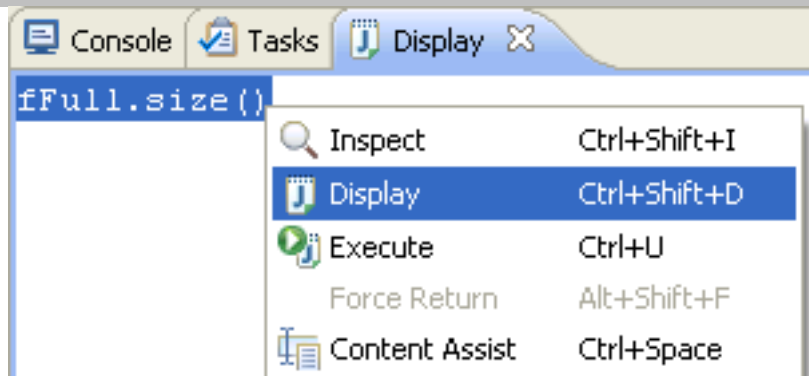 Console Tasks Display
fFull.size()
Inspect Ctrl+Shift+I
Display Ctrl+Shift+D
Execute Ctrl+U
Force Return Alt+Shift+F
Content Assist Ctrl+Space